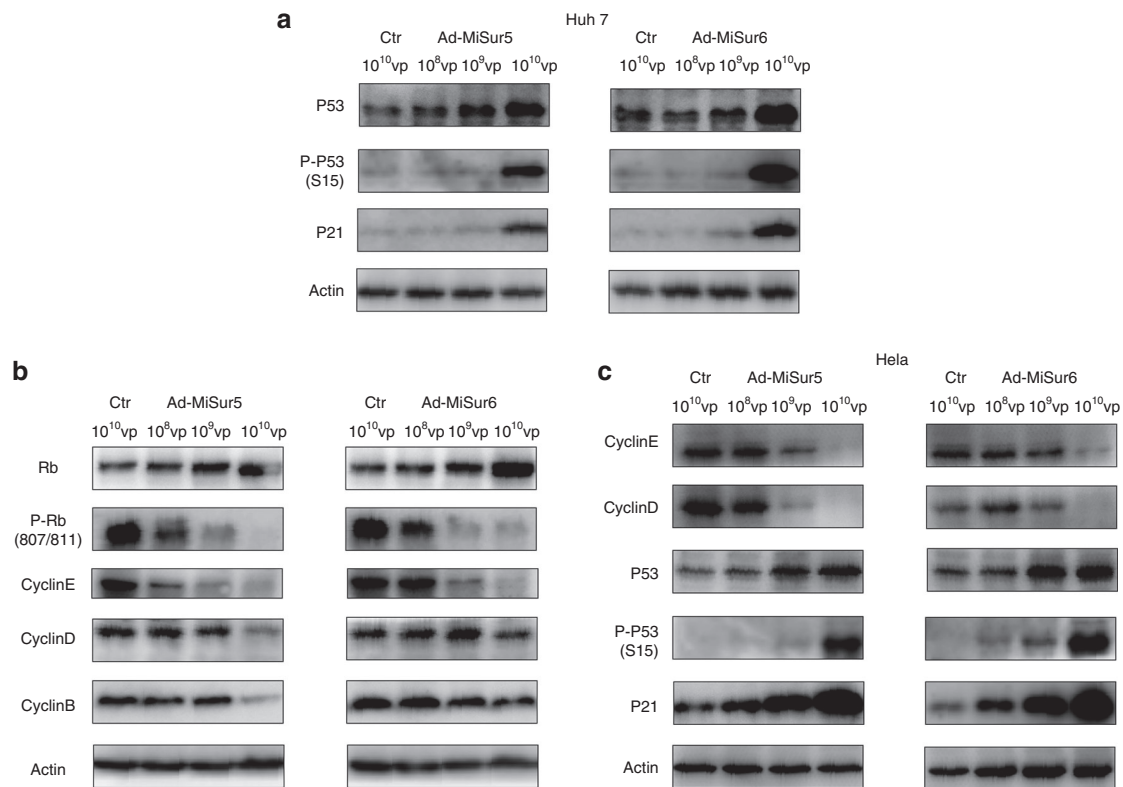 a
Huh 7
Ctr Ad-MiSur5 Ctr Ad-MiSur6
10¹⁰vp 10⁸vp 10⁹vp 10¹⁰vp 10¹⁰vp 10⁸vp 10⁹vp 10¹⁰vp
P53
P-P53
(S15)
P21
Actin
b
Ctr Ad-MiSur5 Ctr Ad-MiSur6
10¹⁰vp 10⁸vp 10⁹vp 10¹⁰vp 10¹⁰vp 10⁸vp 10⁹vp 10¹⁰vp
Rb
P-Rb
(807/811)
CyclinE
CyclinD
CyclinB
Actin
c
Hela
Ctr Ad-MiSur5 Ctr Ad-MiSur6
10¹⁰vp 10⁸vp 10⁹vp 10¹⁰vp 10¹⁰vp 10⁸vp 10⁹vp 10¹⁰vp
CyclinE
CyclinD
P53
P-P53
(S15)
P21
Actin